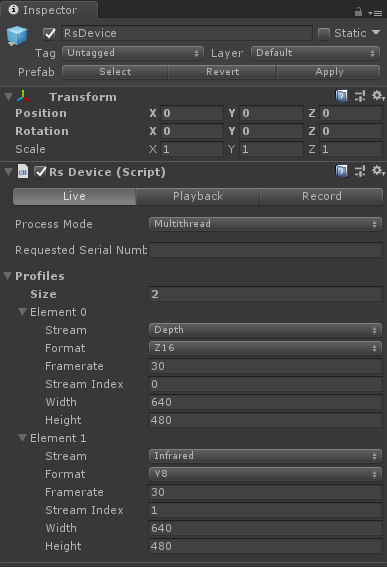 Inspector
RsDevice
Static
Tag Untagged Layer Default
Prefab Select Revert Apply
Transform
Position X 0 Y 0 Z 0
Rotation X 0 Y 0 Z 0
Scale X 1 Y 1 Z 1
Rs Device (Script)
Live Playback Record
Process Mode Multithread
Requested Serial Numb
Profiles
Size 2
Element 0
Stream Depth
Format Z16
Framerate 30
Stream Index 0
Width 640
Height 480
Element 1
Stream Infrared
Format Y8
Framerate 30
Stream Index 1
Width 640
Height 480